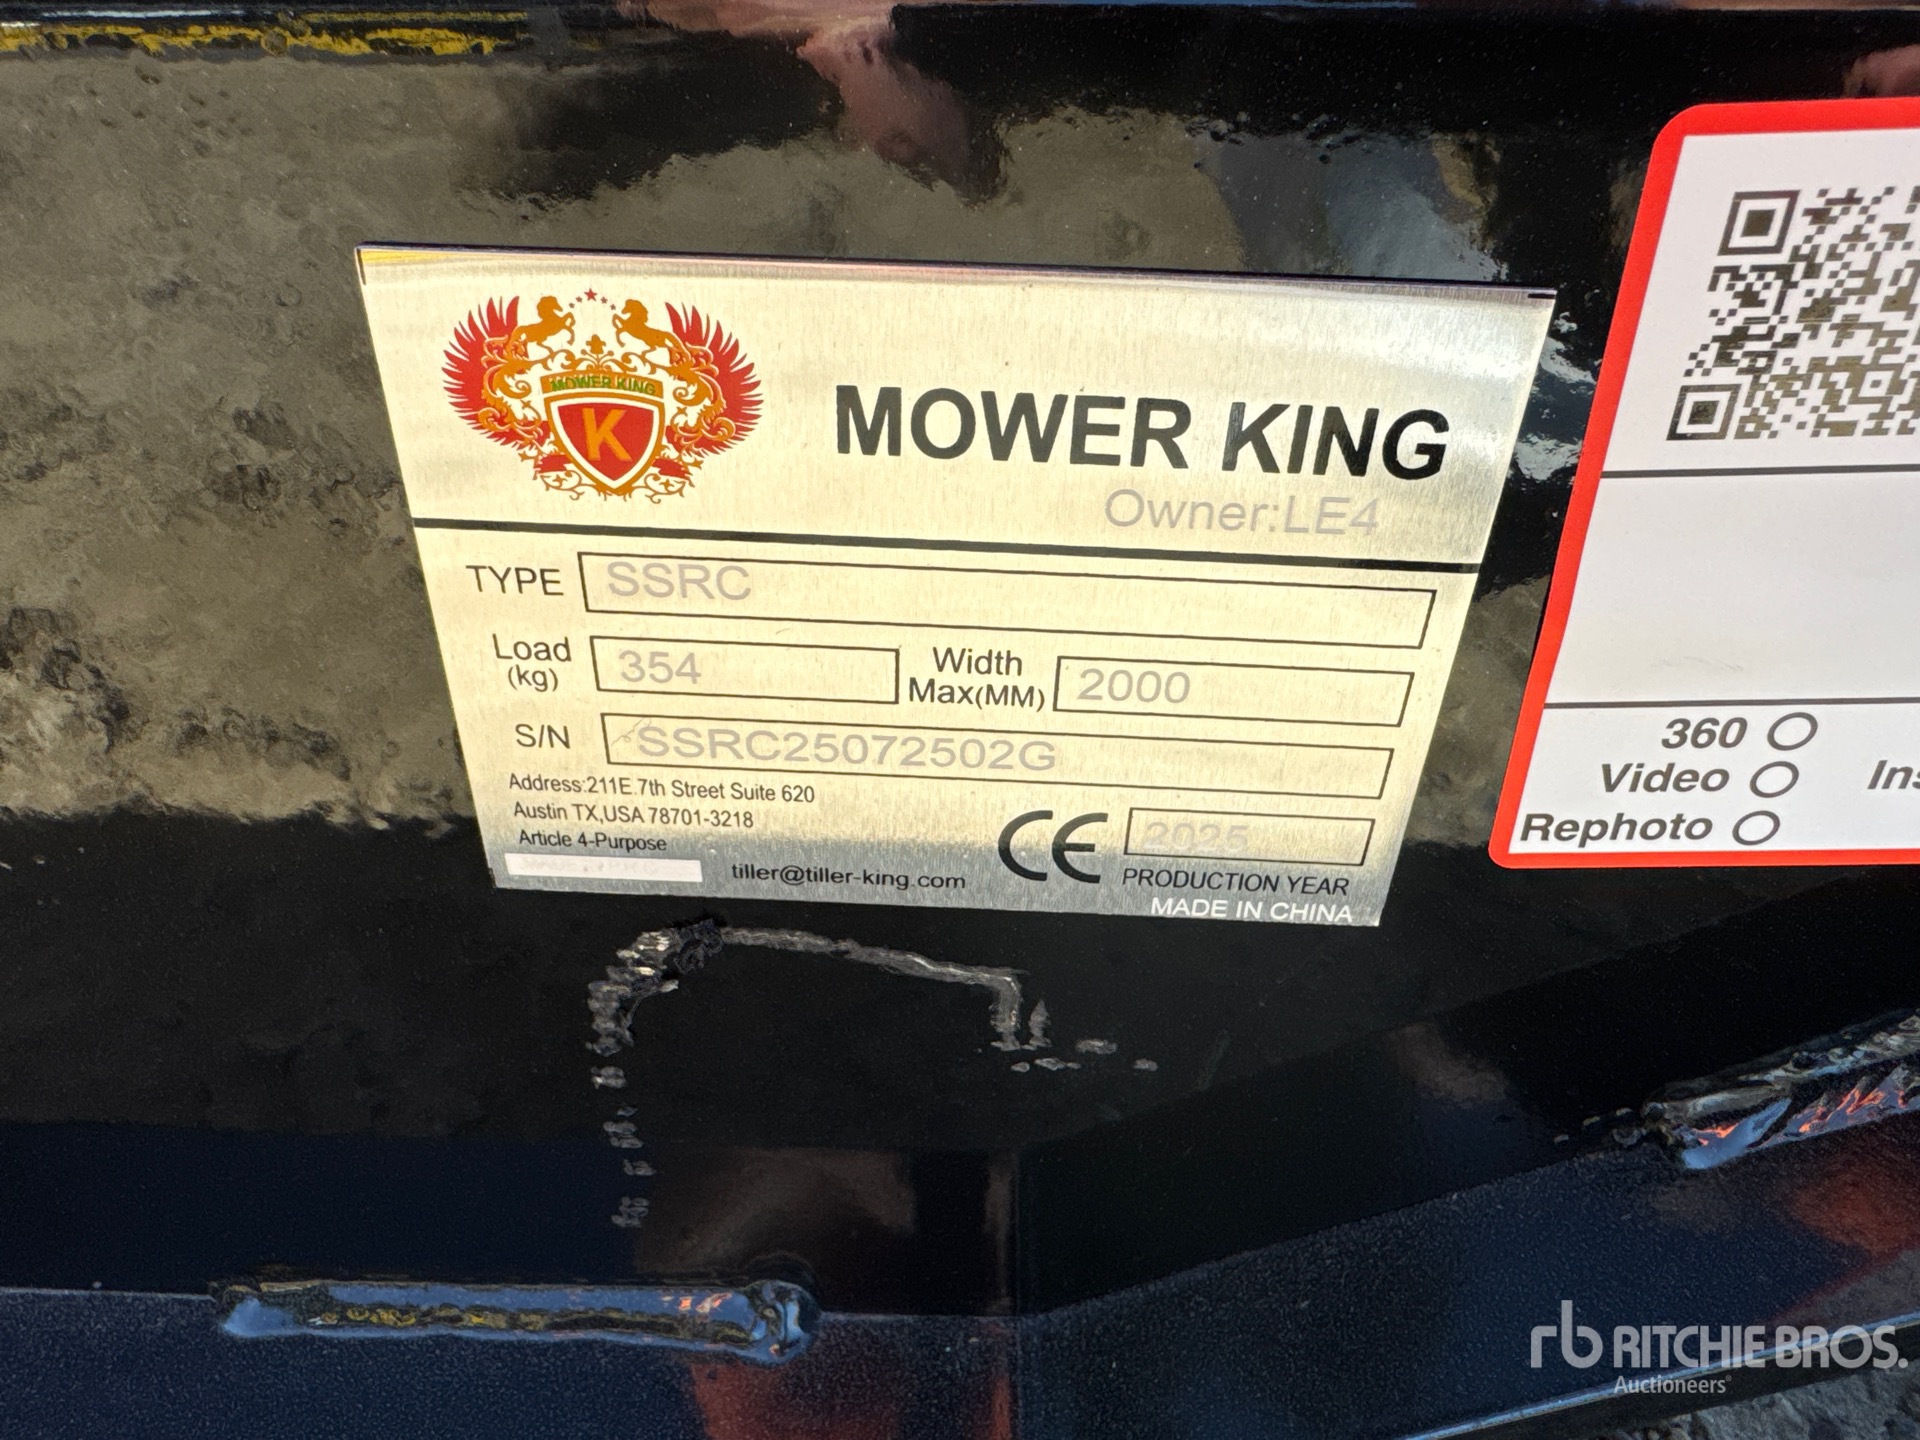 MOWER KING
K
MOWER KING
Owner:LE4
TYPE SSRC
Load (kg) 354 Width Max(MM) 2000
S/N SSRC25072502G
Address:211E.7th Street Suite 620
Austin TX,USA 78701-3218
Article 4-Purpose
tiller@tiller-king.com
CE 2025
PRODUCTION YEAR
MADE IN CHINA
360
Video
Rephoto
Ins
rb RITCHIE BROS.
Auctioneers